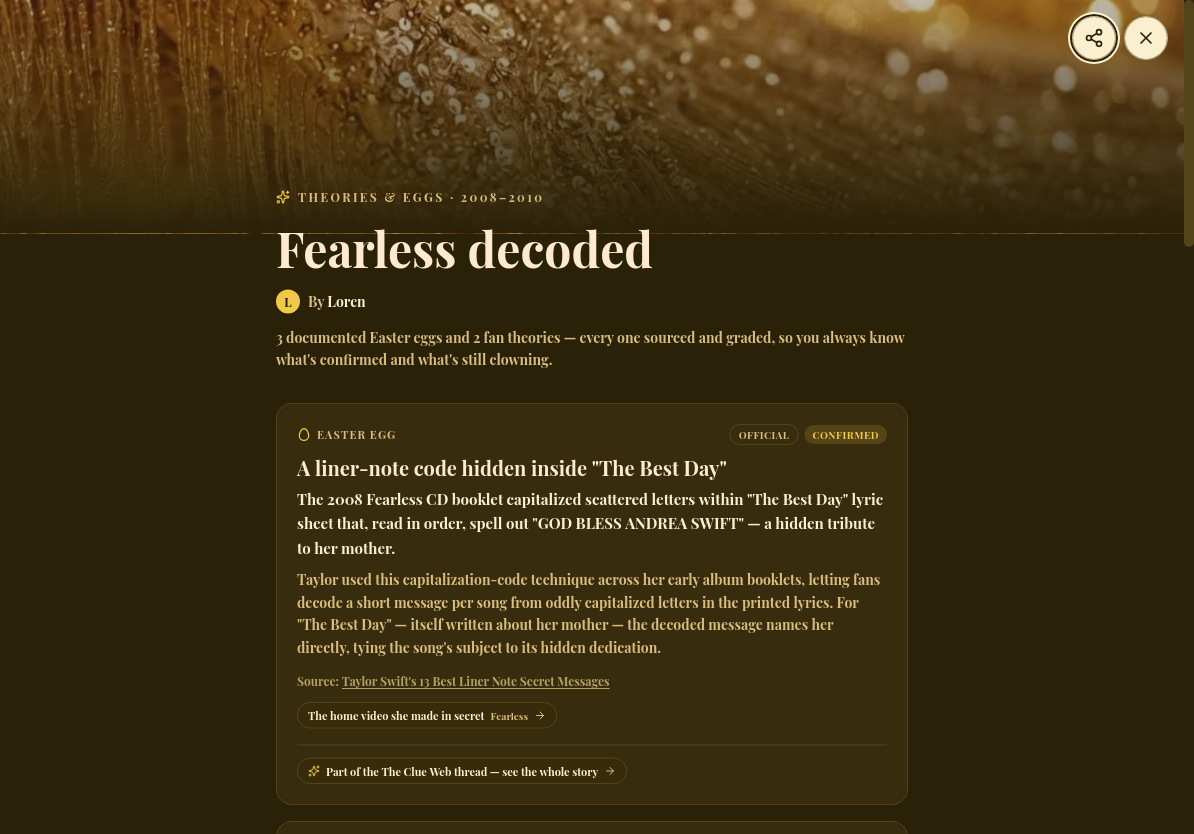 THEORIES & EGGS · 2008–2010
Fearless decoded
L By Loren
3 documented Easter eggs and 2 fan theories — every one sourced and graded, so you always know
what's confirmed and what's still clowning.
EASTER EGG
OFFICIAL CONFIRMED
A liner-note code hidden inside "The Best Day"
The 2008 Fearless CD booklet capitalized scattered letters within "The Best Day" lyric
sheet that, read in order, spell out "GOD BLESS ANDREA SWIFT" — a hidden tribute
to her mother.
Taylor used this capitalization-code technique across her early album booklets, letting fans
decode a short message per song from oddly capitalized letters in the printed lyrics. For
"The Best Day" — itself written about her mother — the decoded message names her
directly, tying the song's subject to its hidden dedication.
Source: Taylor Swift's 13 Best Liner Note Secret Messages
The home video she made in secret Fearless →
Part of the The Clue Web thread — see the whole story →